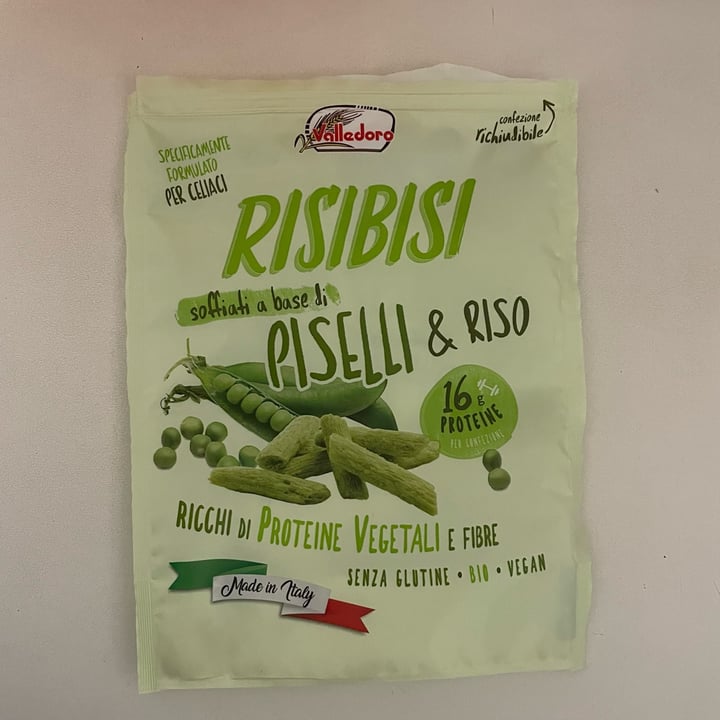 Valledoro
confezione
richiudibile
SPECIFICAMENTE
FORMULATO
PER CELIACI
RISIBISI
soffiati a base di
PISELLI & RISO
16 g
PROTEINE
PER CONFEZIONE
RICCHI DI PROTEINE VEGETALI E FIBRE
SENZA GLUTINE • BIO • VEGAN
Made in Italy